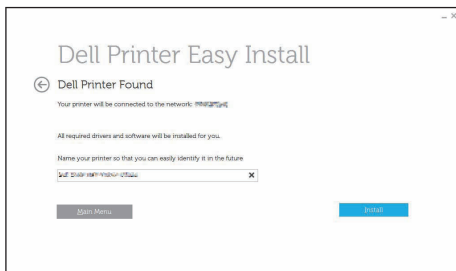 Dell Printer Easy Install
Dell Printer Found
Your printer will be connected to the network:
All required drivers and software will be installed for you.
Name your printer so that you can easily identify it in the future
Main Menu
Install